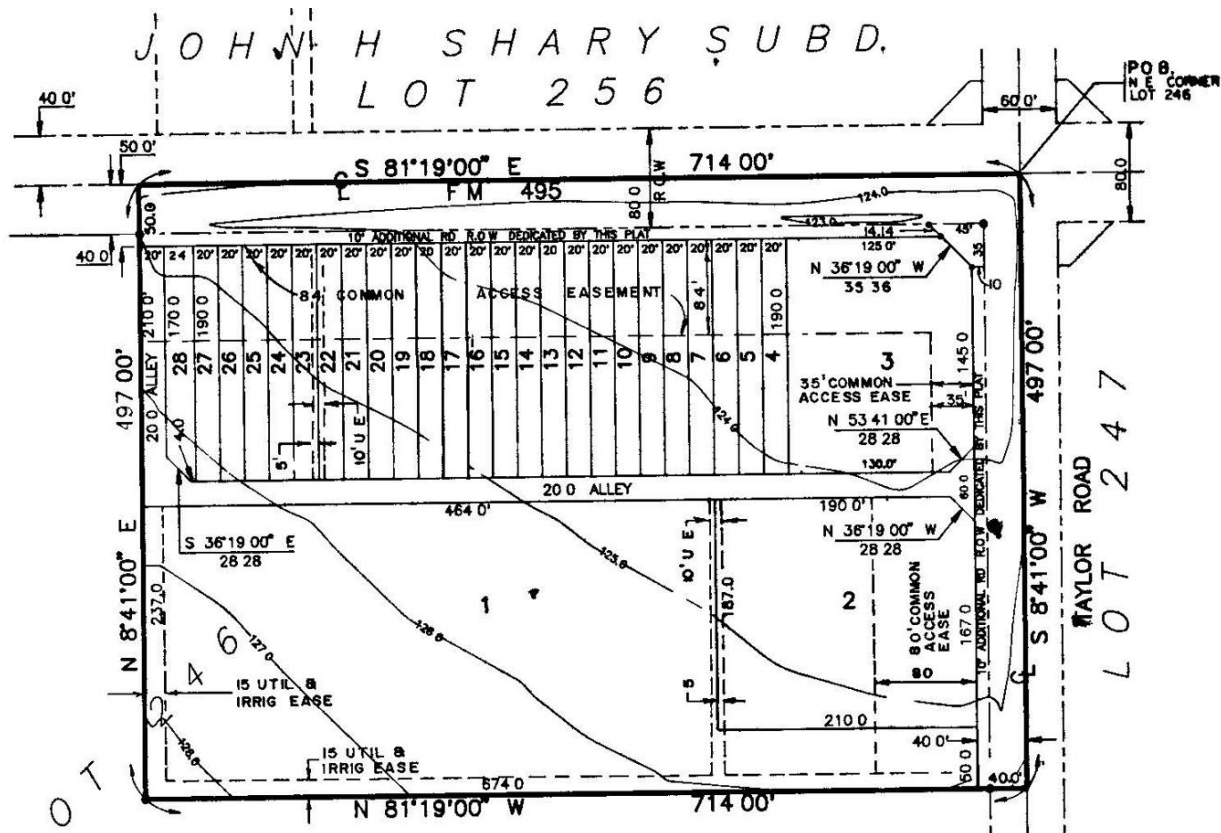 JOHN H SHARY SUBD.
LOT 256
P.O.B.
N E CORNER
LOT 246
40 0'
60.0'
50 0'
S 81°19'00" E 714 00'
80.0 R.O.W
80.0
℄ FM 495
124.0
123.0
50.0
40 0'
10' ADDITIONAL RD R.O.W DEDICATED BY THIS PLAT
14.14
45'
125.0'
35
20' 24 20' 20' 20' 20' 20' 20' 20' 20' 20' 20 20' 20' 20' 20' 20' 20' 20' 20' 20' 20' 20' 20' 20'
N 36°19 00" W
35 36
10
84' COMMON ACCESS EASEMENT
84'
210 0'
170 0
190 0
190 0
145 0
28 27 26 25 24 23 22 21 20 19 18 17 16 15 14 13 12 11 10 9 8 7 6 5 4
3
35' COMMON
ACCESS EASE
35'
N 53 41 00" E
28 28
124.0
497 00'
497 00'
20 0 ALLEY
4.0
5'
10' U E
130.0'
20 0 ALLEY
464 0'
190 0'
60.0
S 36°19 00" E
28 28
N 36°19 00" W
28 28
10' ADDITIONAL RD R.O.W DEDICATED BY THIS PLAT
N 8°41'00" E
S 8°41'00" W
℄
TAYLOR ROAD
LOT 247
237.0
125.0
126.0
127.0
128.0
1
10' U E
187.0
2
80' COMMON
ACCESS
EASE
167.0
80
5
15 UTIL &
IRRIG EASE
210 0
40 0'
15 UTIL &
IRRIG EASE
50.0
674 0
40.0'
N 81°19'00" W 714 00'
OT 246